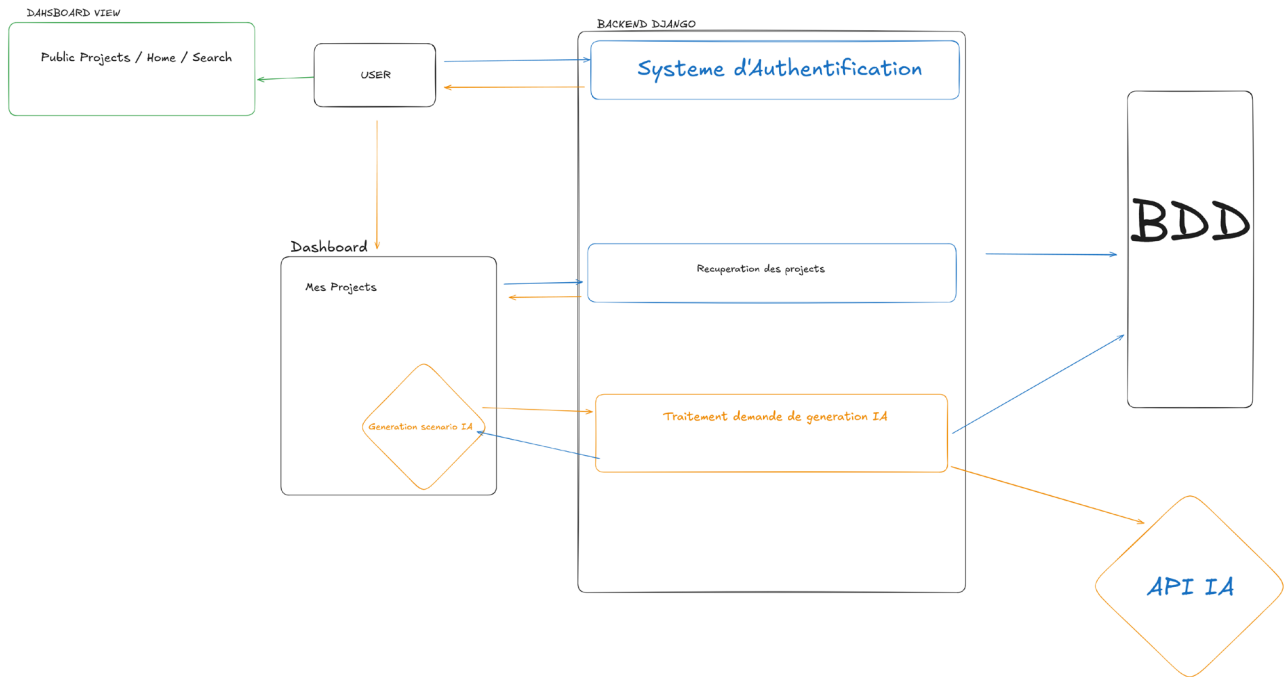 DAHSBOARD VIEW
Public Projects / Home / Search
USER
BACKEND DJANGO
Systeme d'Authentification
BDD
Dashboard
Mes Projects
Recuperation des projects
Generation scenario IA
Traitement demande de generation IA
API IA